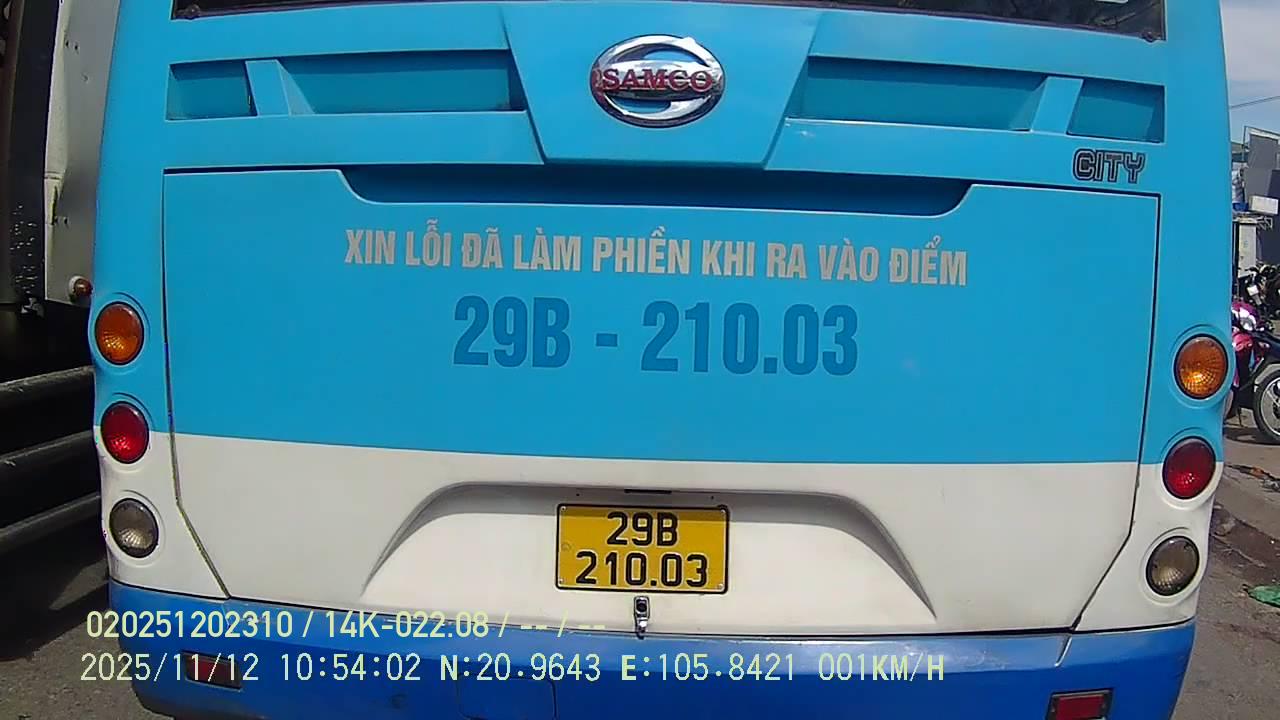 SAMCO
CITY
XIN LỖI ĐÃ LÀM PHIỀN KHI RA VÀO ĐIỂM
29B - 210.03
29B
210.03
020251202310 / 14K-022.08 / -- / --
2025/11/12 10:54:02 N:20.9643 E:105.8421 001KM/H